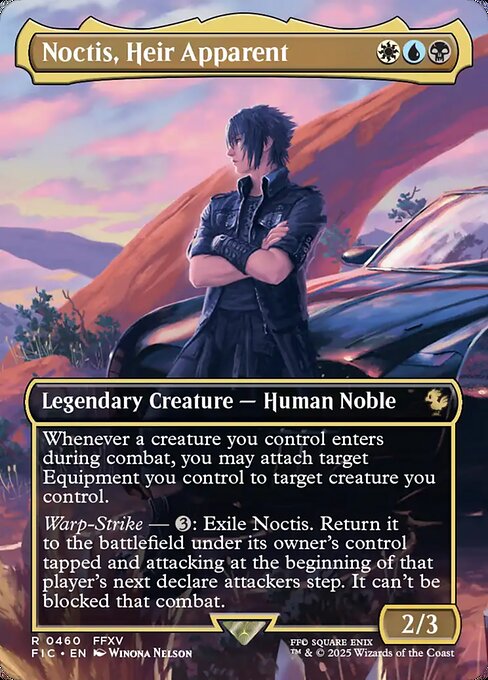 Noctis, Heir Apparent
Legendary Creature — Human Noble
Whenever a creature you control enters
during combat, you may attach target
Equipment you control to target creature you
control.
Warp-Strike — 3: Exile Noctis. Return it
to the battlefield under its owner's control
tapped and attacking at the beginning of that
player's next declare attackers step. It can't be
blocked that combat.
2/3
R 0460 FFXV
FIC • EN Winona Nelson
FF© SQUARE ENIX
™ & © 2025 Wizards of the Coast